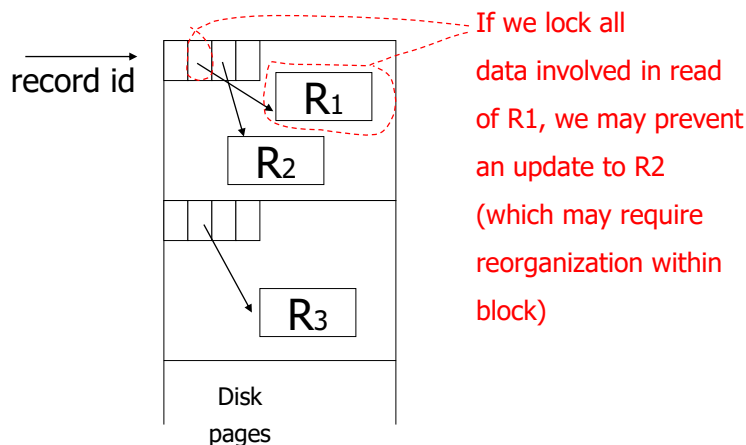 If we lock all
record id
data involved in read
R1
of R1, we may prevent
an update to R2
R2
(which may require
reorganization within
R3
block)
Disk
pages